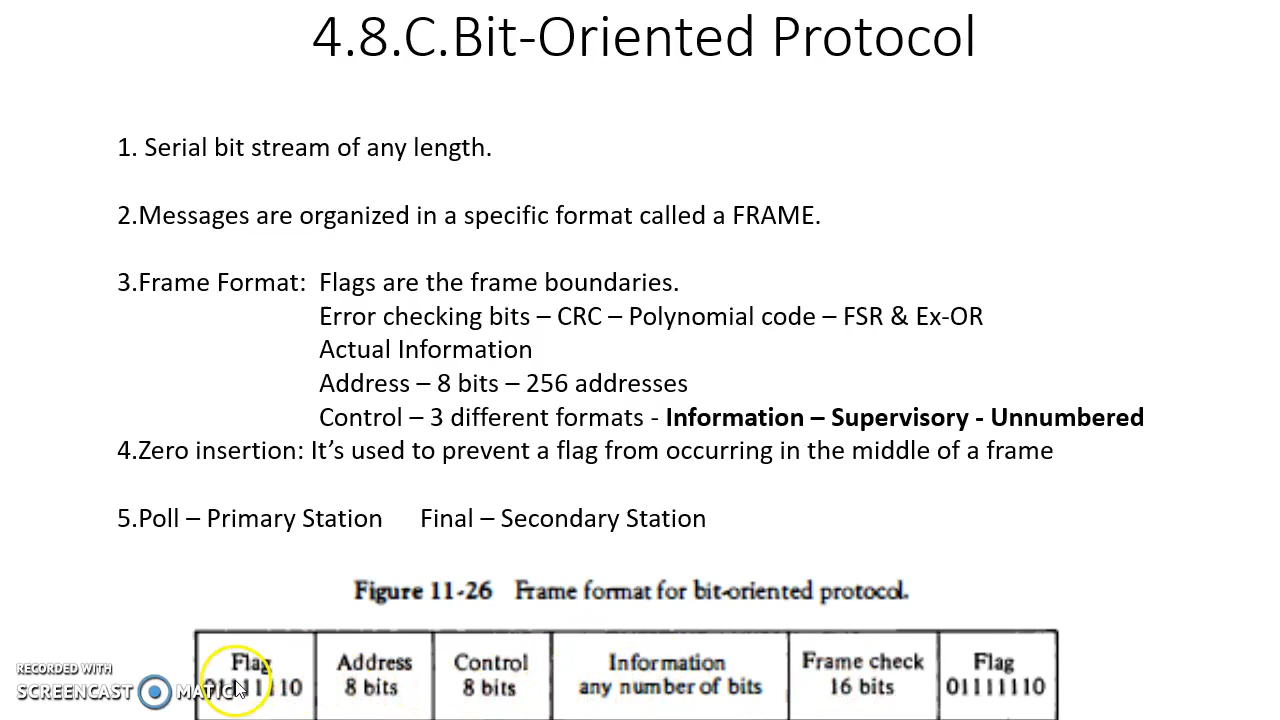 4.8.C.Bit-Oriented Protocol
1. Serial bit stream of any length.
2.Messages are organized in a specific format called a FRAME.
3.Frame Format: Flags are the frame boundaries.
Error checking bits – CRC – Polynomial code – FSR & Ex-OR
Actual Information
Address – 8 bits – 256 addresses
Control – 3 different formats - Information – Supervisory - Unnumbered
4.Zero insertion: It's used to prevent a flag from occurring in the middle of a frame
5.Poll – Primary Station Final – Secondary Station
Figure 11-26 Frame format for bit-oriented protocol.
Flag Address Control Information Frame check Flag
01111110 8 bits 8 bits any number of bits 16 bits 01111110
RECORDED WITH
SCREENCAST MATIC